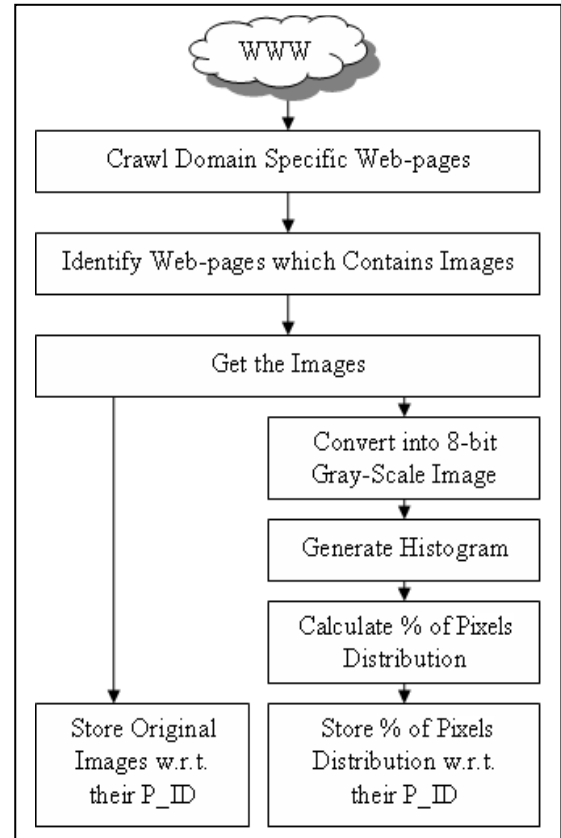 WWW
Crawl Domain Specific Web-pages
Identify Web-pages which Contains Images
Get the Images
Convert into 8-bit
Gray-Scale Image
Generate Histogram
Calculate % of Pixels
Distribution
Store Original
Images w.r.t.
their P_ID
Store % of Pixels
Distribution w.r.t.
their P_ID